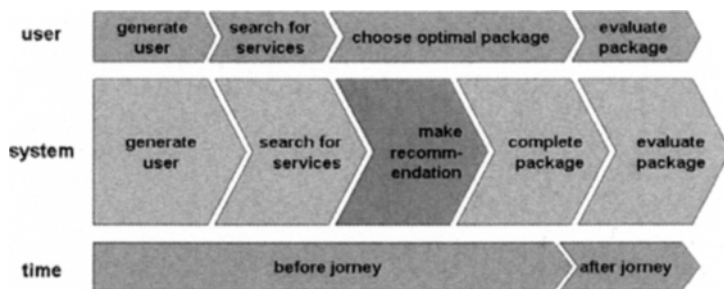 user
generate
user
search for
services
choose optimal package
evaluate
package
system
generate
user
search for
services
make
recomm-
endation
complete
package
evaluate
package
time
before jorney
after jorney